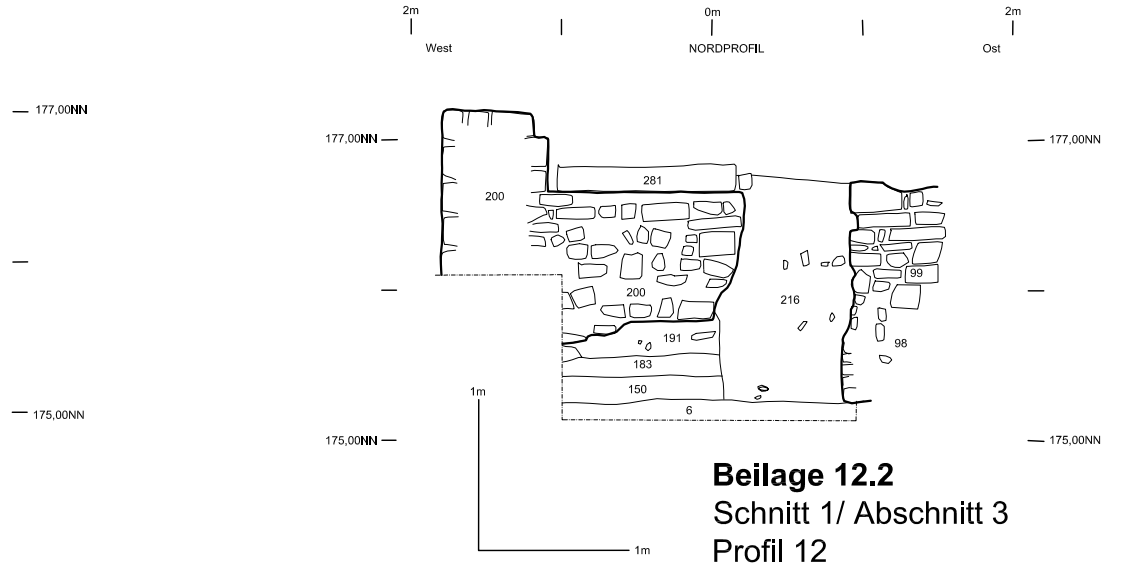 2m 0m 2m
West NORDPROFIL Ost
177,00NN
177,00NN 177,00NN
281
200
99
200 216
191 98
183
150
6
1m
175,00NN
175,00NN 175,00NN
Beilage 12.2
Schnitt 1/ Abschnitt 3
Profil 12
1m